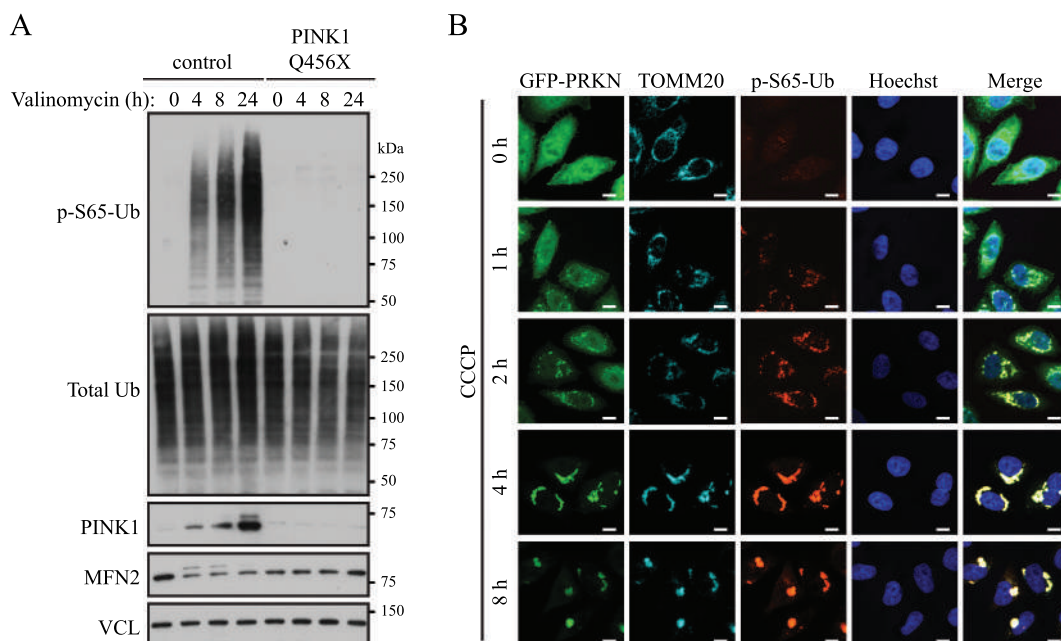 A
control
PINK1
Q456X
Valinomycin (h): 0 4 8 24 0 4 8 24
kDa
p-S65-Ub
250
150
100
75
50
Total Ub
250
150
100
75
50
PINK1
75
MFN2
75
VCL
150
B
GFP-PRKN TOMM20 p-S65-Ub Hoechst Merge
CCCP
0 h
1 h
2 h
4 h
8 h